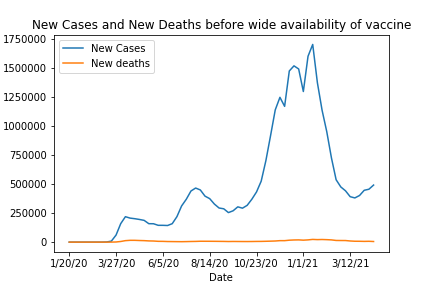 New Cases and New Deaths before wide availability of vaccine
New Cases
New deaths
1750000
1500000
1250000
1000000
750000
500000
250000
0
1/20/20 3/27/20 6/5/20 8/14/20 10/23/20 1/1/21 3/12/21
Date